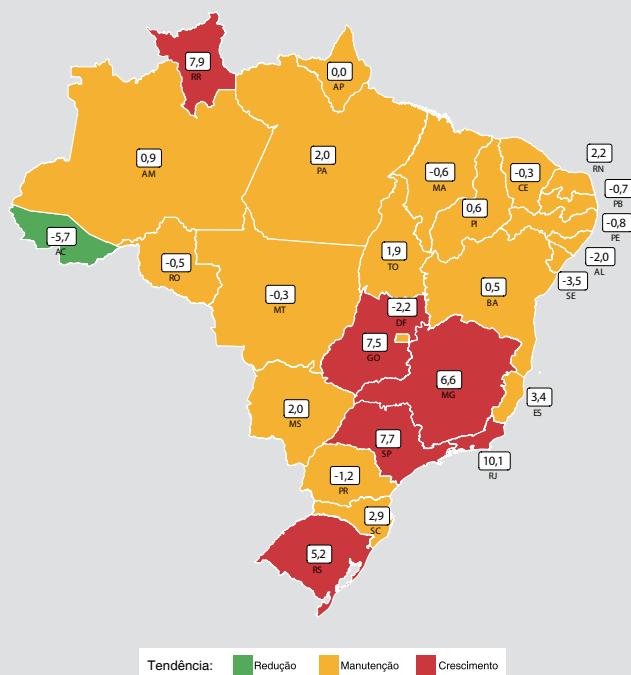 7,9
RR
0,0
AP
0,9
AM
2,0
PA
-0,6
MA
-0,3
CE
2,2
RN
-0,7
PB
0,6
PI
-0,8
PE
-5,7
AC
-0,5
RO
1,9
TO
-2,0
AL
-3,5
SE
-0,3
MT
0,5
BA
-2,2
DF
7,5
GO
6,6
MG
3,4
ES
2,0
MS
7,7
SP
10,1
RJ
-1,2
PR
2,9
SC
5,2
RS
Tendência: Redução Manutenção Crescimento